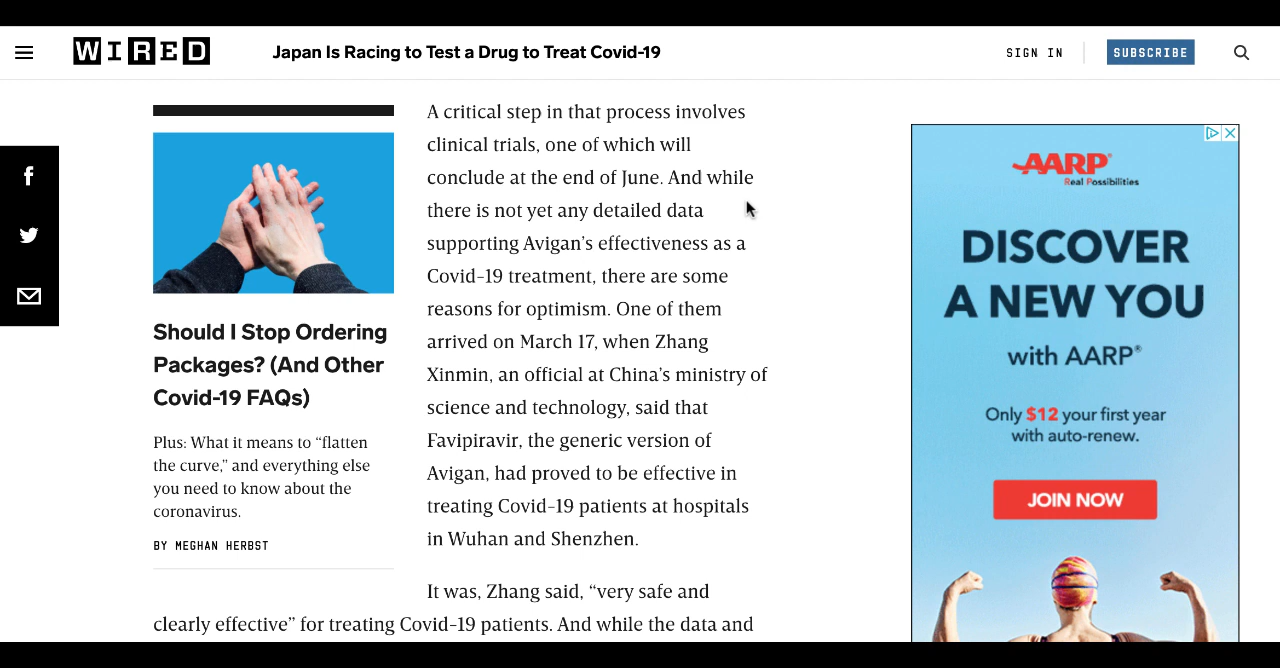 WIRED
Japan Is Racing to Test a Drug to Treat Covid-19
SIGN IN
SUBSCRIBE
Should I Stop Ordering
Packages? (And Other
Covid-19 FAQs)
Plus: What it means to “flatten
the curve,” and everything else
you need to know about the
coronavirus.
BY MEGHAN HERBST
A critical step in that process involves
clinical trials, one of which will
conclude at the end of June. And while
there is not yet any detailed data
supporting Avigan’s effectiveness as a
Covid-19 treatment, there are some
reasons for optimism. One of them
arrived on March 17, when Zhang
Xinmin, an official at China’s ministry of
science and technology, said that
Favipiravir, the generic version of
Avigan, had proved to be effective in
treating Covid-19 patients at hospitals
in Wuhan and Shenzhen.
It was, Zhang said, “very safe and
clearly effective” for treating Covid-19 patients. And while the data and
AARP®
Real Possibilities
DISCOVER
A NEW YOU
with AARP®
Only $12 your first year
with auto-renew.
JOIN NOW